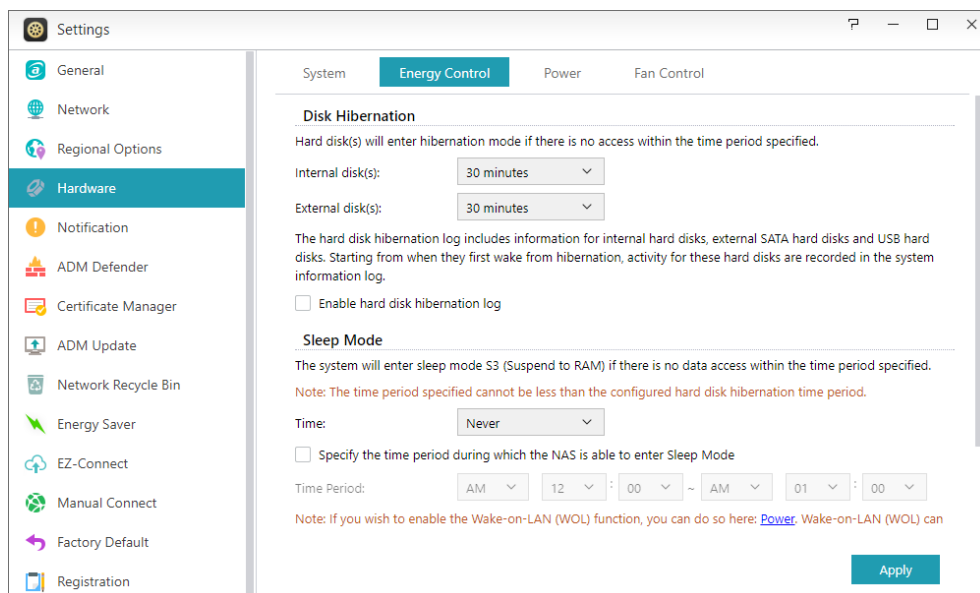 Settings
General
Network
Regional Options
Hardware
Notification
ADM Defender
Certificate Manager
ADM Update
Network Recycle Bin
Energy Saver
EZ-Connect
Manual Connect
Factory Default
Registration
System Energy Control Power Fan Control
Disk Hibernation
Hard disk(s) will enter hibernation mode if there is no access within the time period specified.
Internal disk(s): 30 minutes
External disk(s): 30 minutes
The hard disk hibernation log includes information for internal hard disks, external SATA hard disks and USB hard
disks. Starting from when they first wake from hibernation, activity for these hard disks are recorded in the system
information log.
Enable hard disk hibernation log
Sleep Mode
The system will enter sleep mode S3 (Suspend to RAM) if there is no data access within the time period specified.
Note: The time period specified cannot be less than the configured hard disk hibernation time period.
Time: Never
Specify the time period during which the NAS is able to enter Sleep Mode
Time Period: AM 12 : 00 ~ AM 01 : 00
Note: If you wish to enable the Wake-on-LAN (WOL) function, you can do so here: Power. Wake-on-LAN (WOL) can
Apply